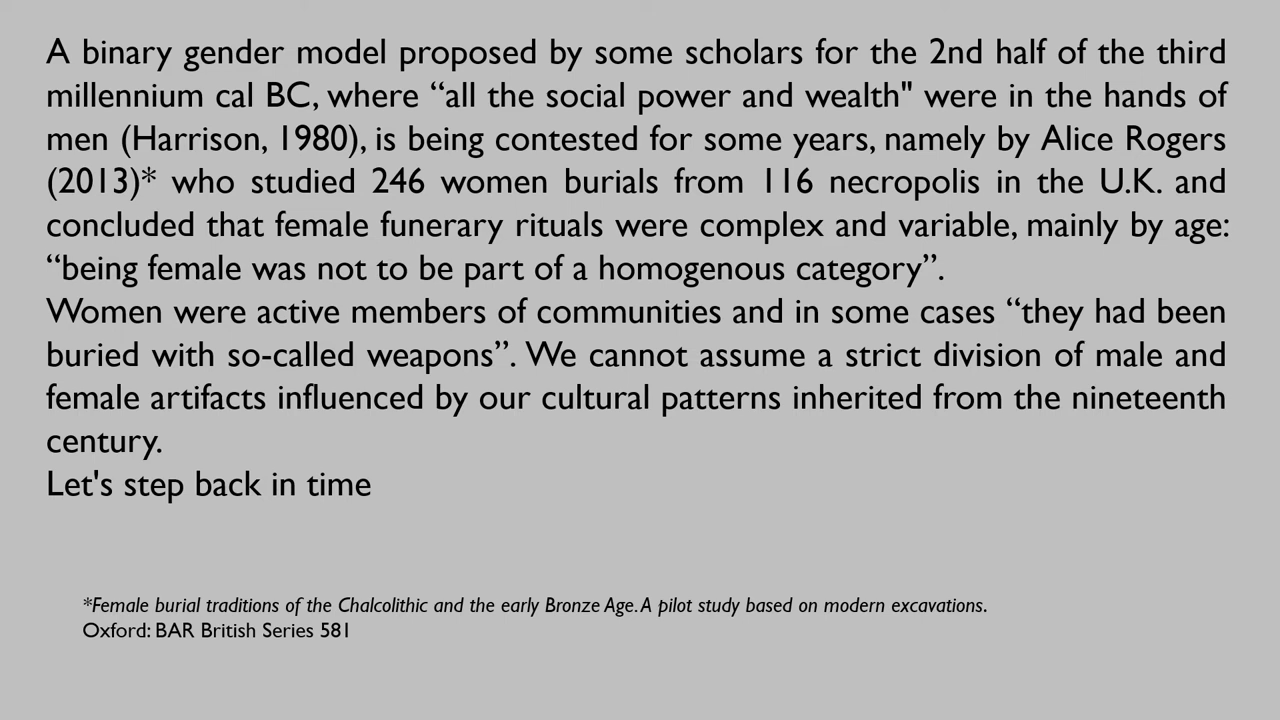 A binary gender model proposed by some scholars for the 2nd half of the third
millennium cal BC, where “all the social power and wealth" were in the hands of
men (Harrison, 1980), is being contested for some years, namely by Alice Rogers
(2013)* who studied 246 women burials from 116 necropolis in the U.K. and
concluded that female funerary rituals were complex and variable, mainly by age:
“being female was not to be part of a homogenous category”.
Women were active members of communities and in some cases “they had been
buried with so-called weapons”. We cannot assume a strict division of male and
female artifacts influenced by our cultural patterns inherited from the nineteenth
century.
Let's step back in time
*Female burial traditions of the Chalcolithic and the early Bronze Age. A pilot study based on modern excavations.
Oxford: BAR British Series 581